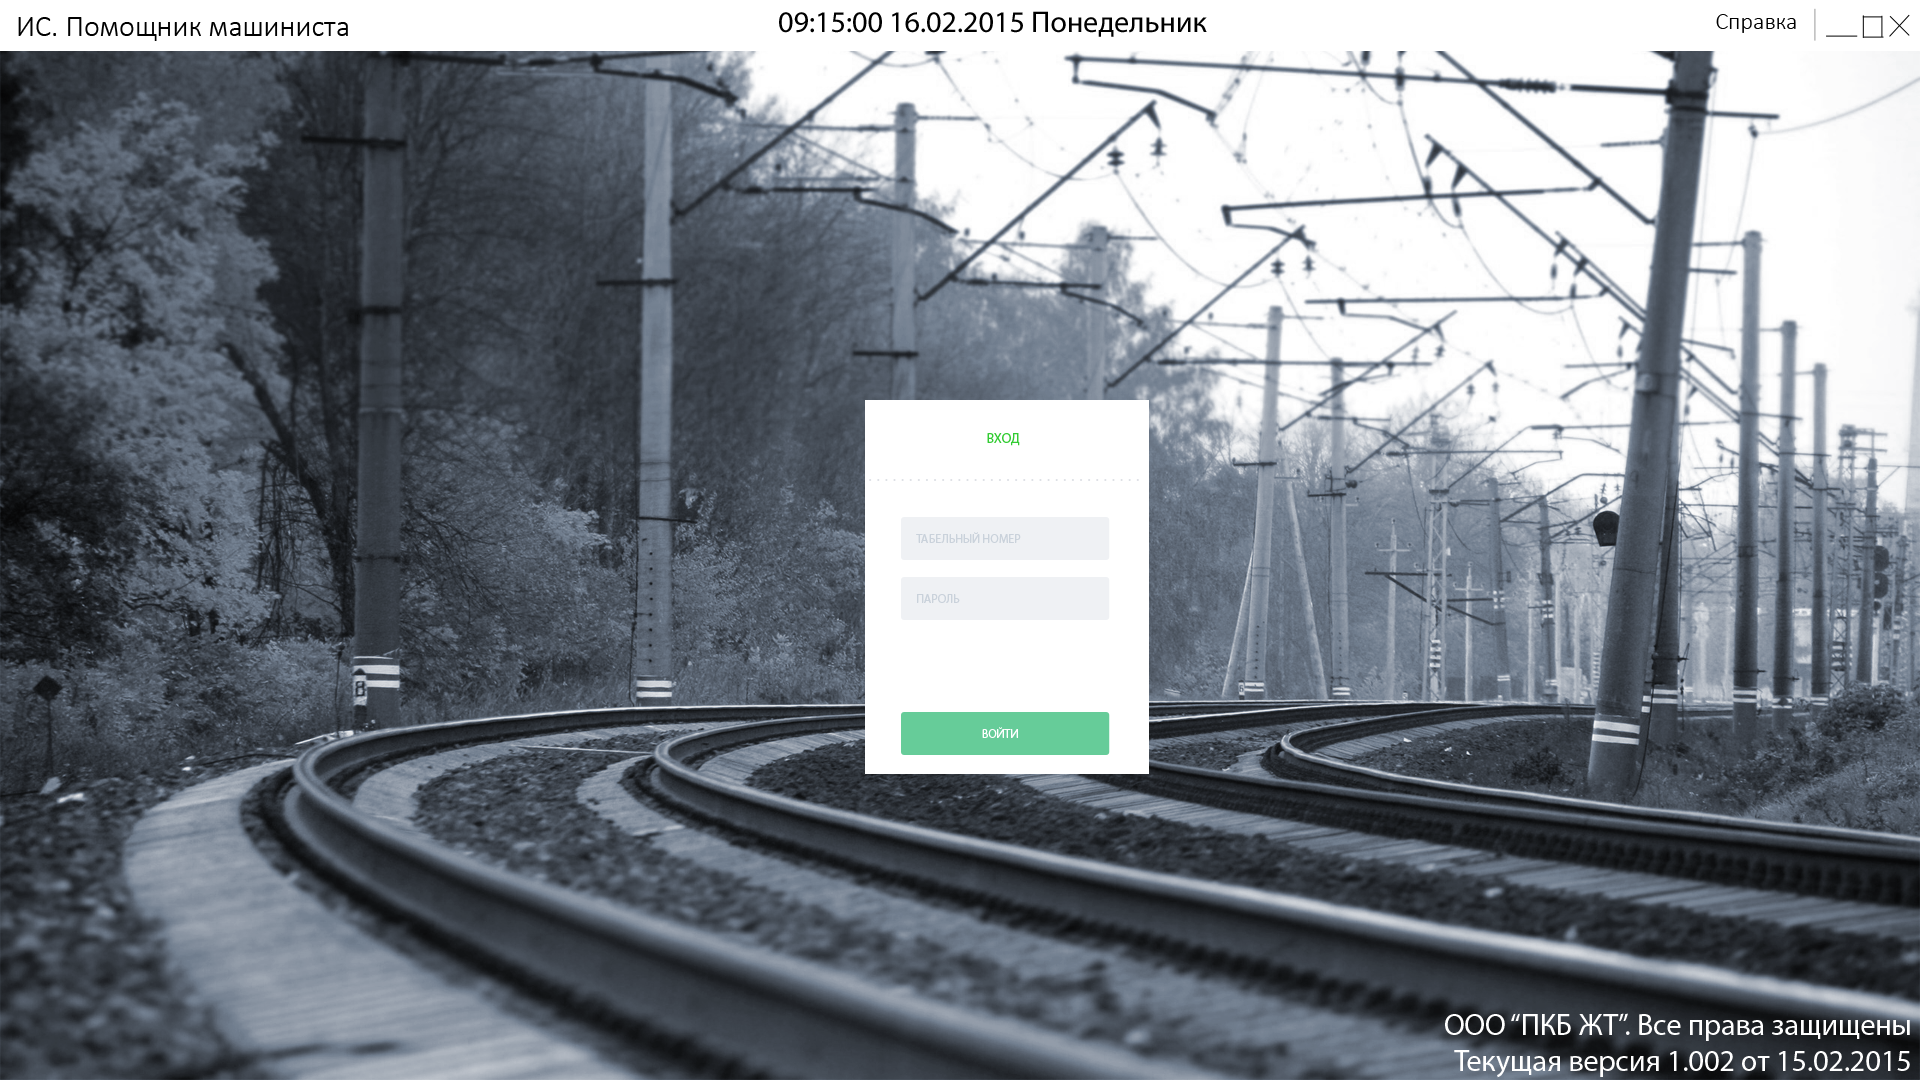 ИС. Помощник машиниста
09:15:00 16.02.2015 Понедельник
Справка
ВХОД
ТАБЕЛЬНЫЙ НОМЕР
ПАРОЛЬ
ВОЙТИ
В
ООО “ПКБ ЖТ”. Все права защищены
Текущая версия 1.002 от 15.02.2015